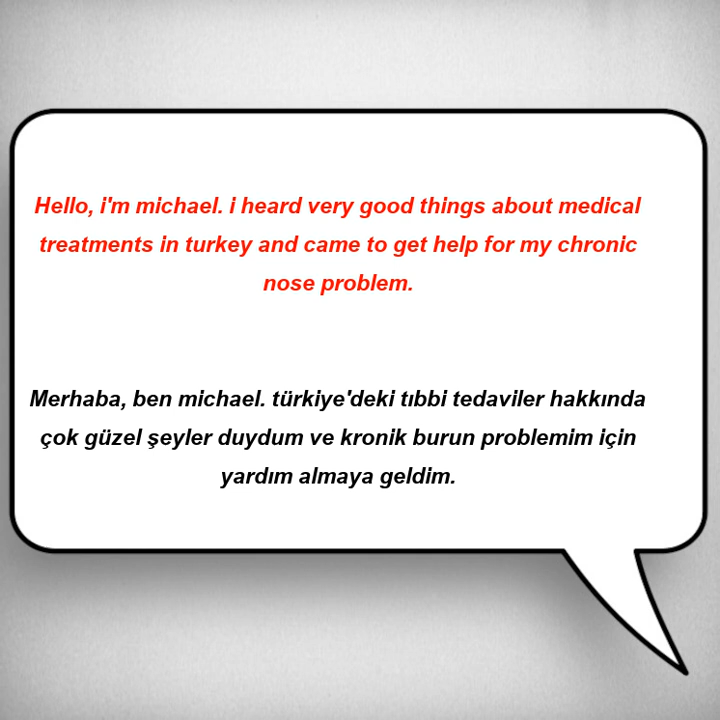 Hello, i'm michael. i heard very good things about medical
treatments in turkey and came to get help for my chronic
nose problem.
Merhaba, ben michael. türkiye'deki tıbbi tedaviler hakkında
çok güzel şeyler duydum ve kronik burun problemim için
yardım almaya geldim.